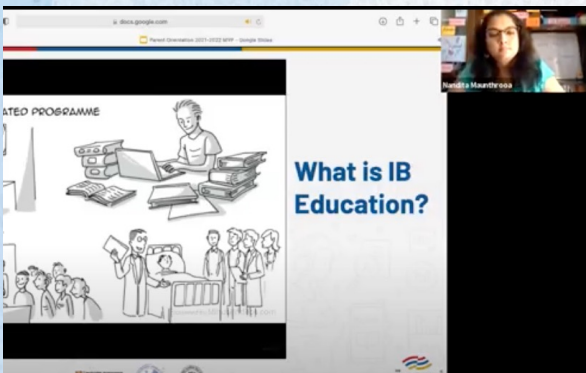 docs.google.com
Parent Orientation 2021-2022 MYP - Google Slides
Nandita Maunthrooa
ATED PROGRAMME
What is IB
Education?